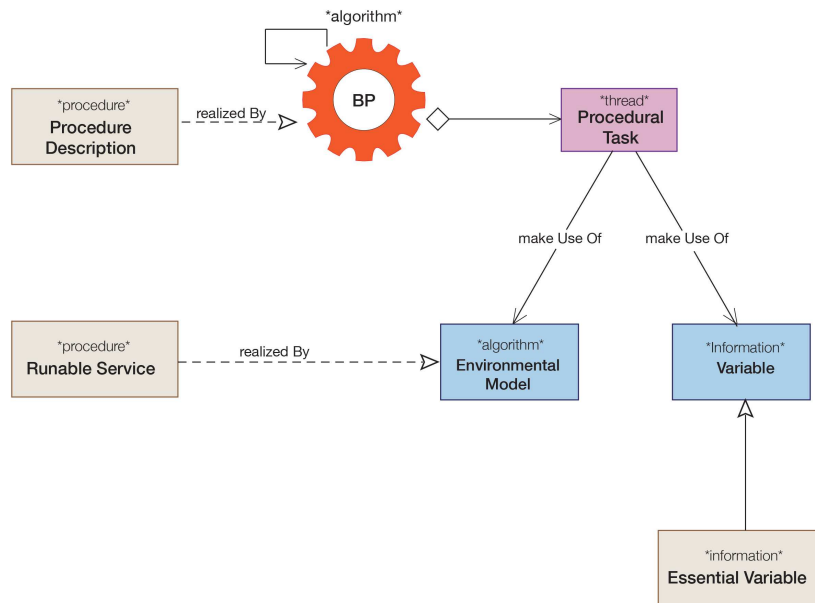 *algorithm*
BP
*procedure*
Procedure
Description
realized By
*thread*
Procedural
Task
make Use Of
make Use Of
*procedure*
Runable Service
realized By
*algorithm*
Environmental
Model
*Information*
Variable
*information*
Essential Variable